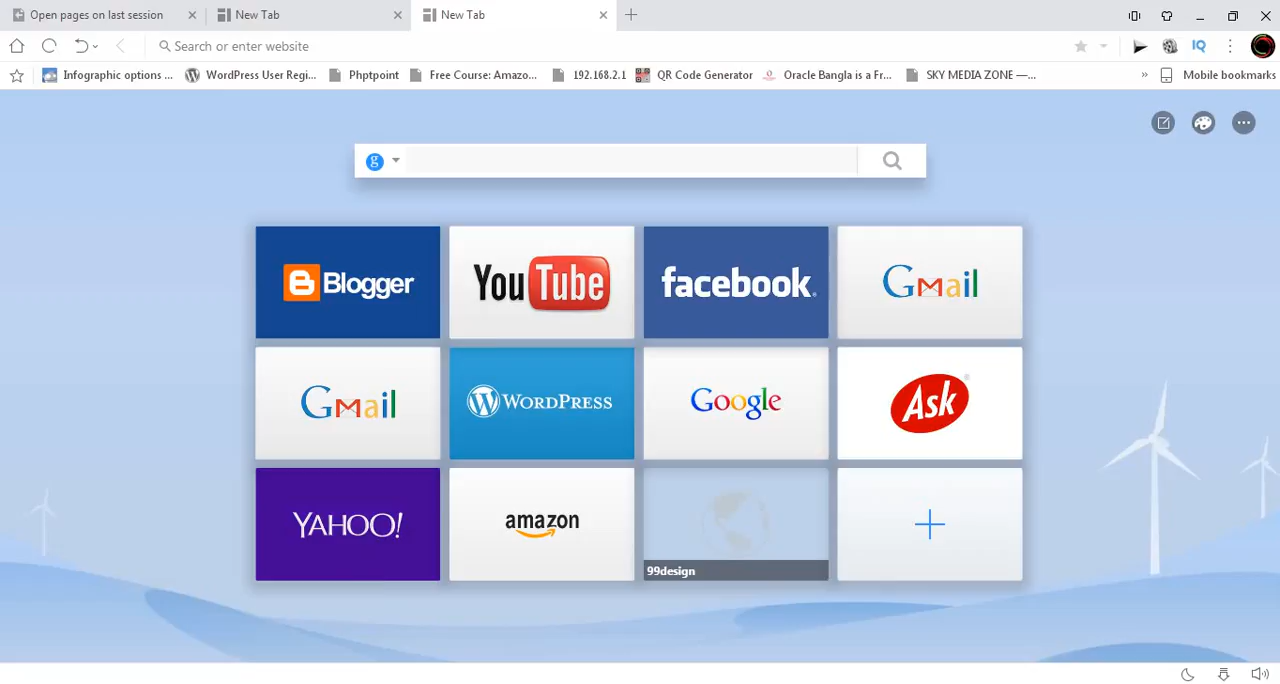 Open pages on last session
New Tab
New Tab
Search or enter website
IQ
Infographic options ...
WordPress User Regi...
Phptpoint
Free Course: Amazo...
192.168.2.1
QR Code Generator
Oracle Bangla is a Fr...
SKY MEDIA ZONE —...
»
Mobile bookmarks
g
B Blogger
YouTube
facebook®
Gmail
Gmail
W WORDPRESS
Google
Ask®
YAHOO!
amazon
99design